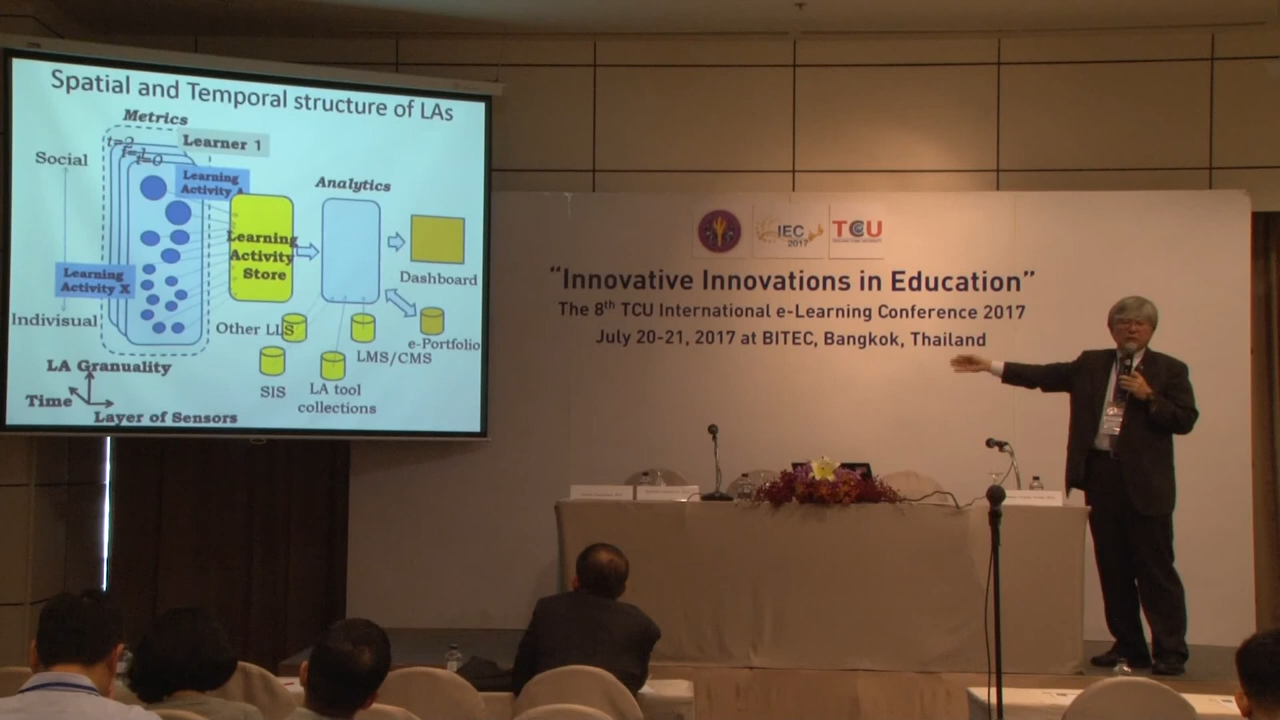 Spatial and Temporal structure of LAs
Metrics
t=2
t=1
t=0
Learner 1
Social
Learning
Activity A
Analytics
Learning
Activity
Store
Dashboard
Learning
Activity X
Indivisual
Other LLS
e-Portfolio
LMS/CMS
LA Granuality
SIS
LA tool
collections
Time
Layer of Sensors
IEC
2017
TCU
“Innovative Innovations in Education”
The 8th TCU International e-Learning Conference 2017
July 20-21, 2017 at BITEC, Bangkok, Thailand